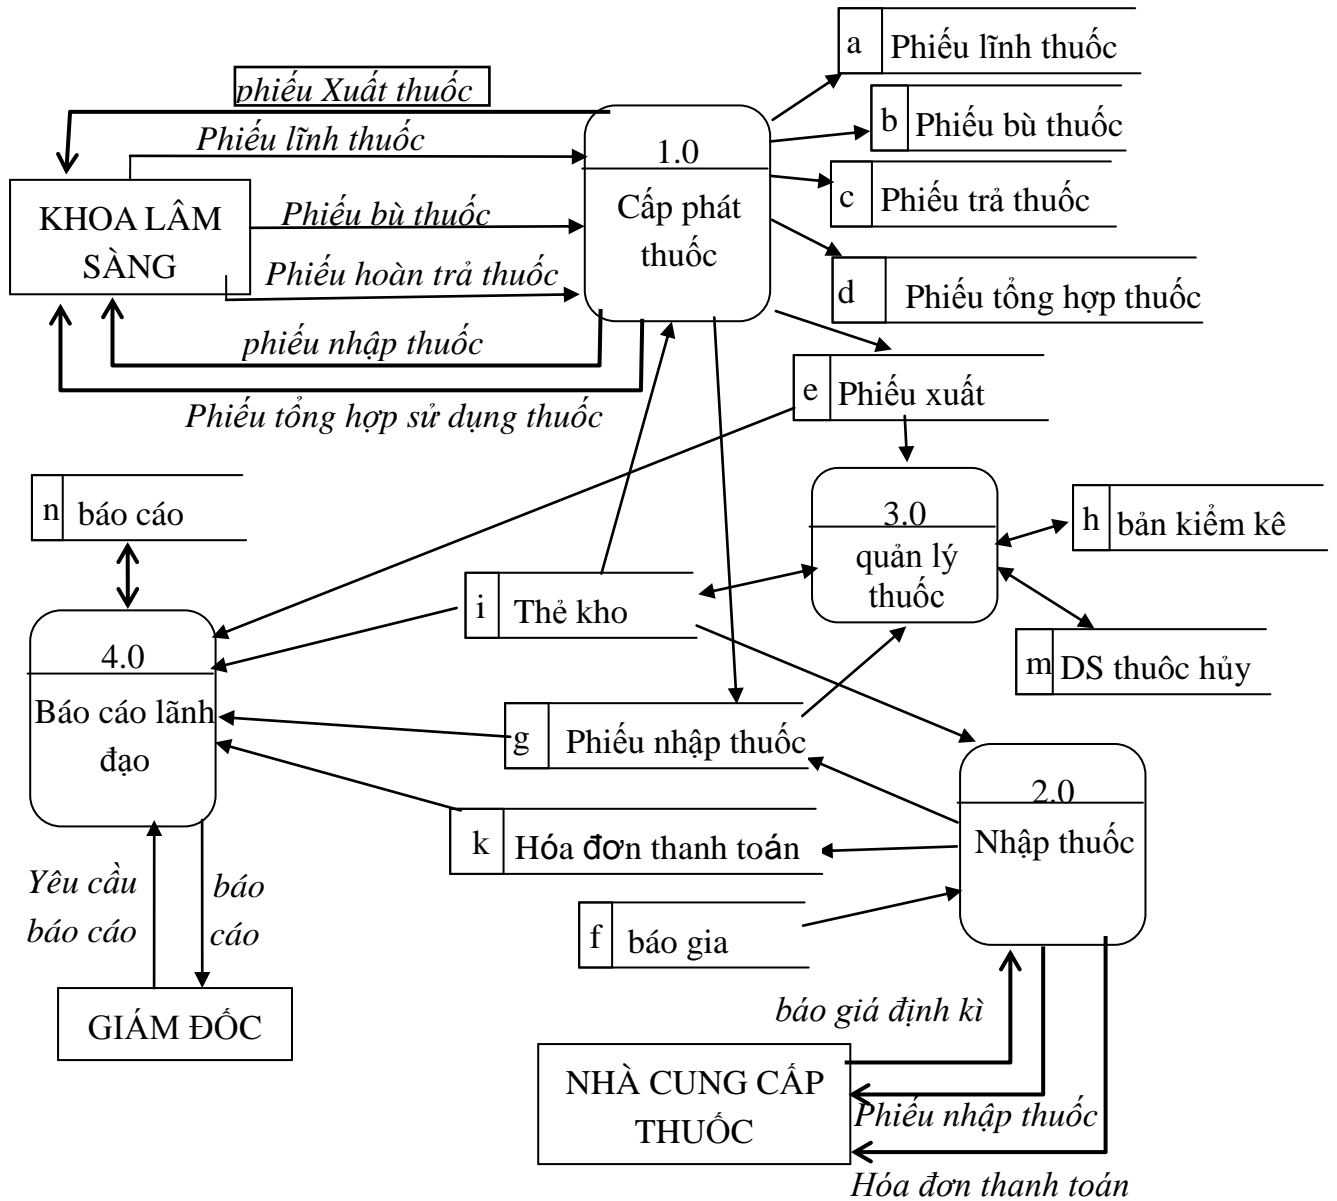 a Phiếu lĩnh thuốc
phiếu Xuất thuốc
b Phiếu bù thuốc
Phiếu lĩnh thuốc
1.0
Cấp phát
thuốc
c Phiếu trả thuốc
KHOA LÂM
SÀNG
Phiếu bù thuốc
Phiếu hoàn trả thuốc
d Phiếu tổng hợp thuốc
phiếu nhập thuốc
e Phiếu xuất
Phiếu tổng hợp sử dụng thuốc
n báo cáo
3.0
quản lý
thuốc
h bản kiểm kê
i Thẻ kho
4.0
Báo cáo lãnh
đạo
m DS thuôc hủy
g Phiếu nhập thuốc
2.0
Nhập thuốc
k Hóa đơn thanh toán
Yêu cầu
báo cáo
báo
cáo
f báo gia
báo giá định kì
GIÁM ĐỐC
NHÀ CUNG CẤP
THUỐC
Phiếu nhập thuốc
Hóa đơn thanh toán